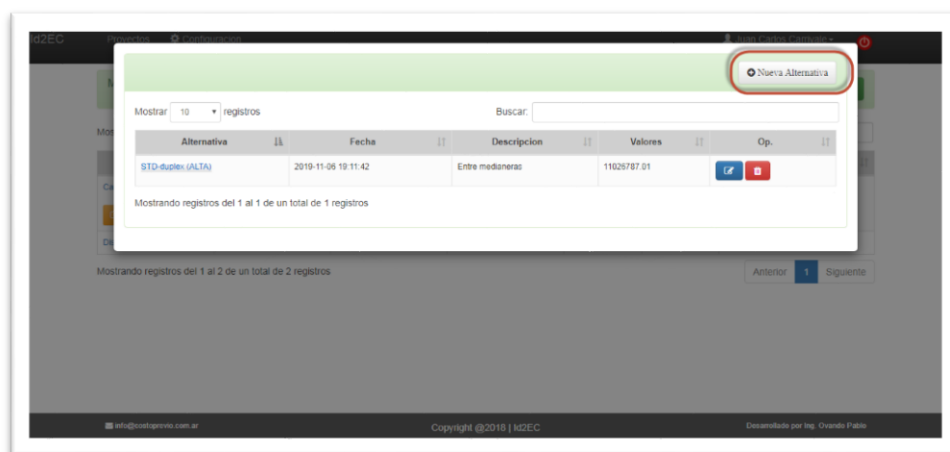 Id2EC Proyectos Configuracion Juan Carlos
Nueva Alternativa
Mostrar 10 registros Buscar:
Alternativa Fecha Descripcion Valores Op.
STD-duplex (ALTA) 2019-11-06 19:11:42 Entre medianeras 11026787.01
Mostrando registros del 1 al 1 de un total de 1 registros
Mostrando registros del 1 al 2 de un total de 2 registros Anterior 1 Siguiente
info@costoprevio.com.ar Copyright @2018 | Id2EC Desarrollado por Ing. Ovando Pablo